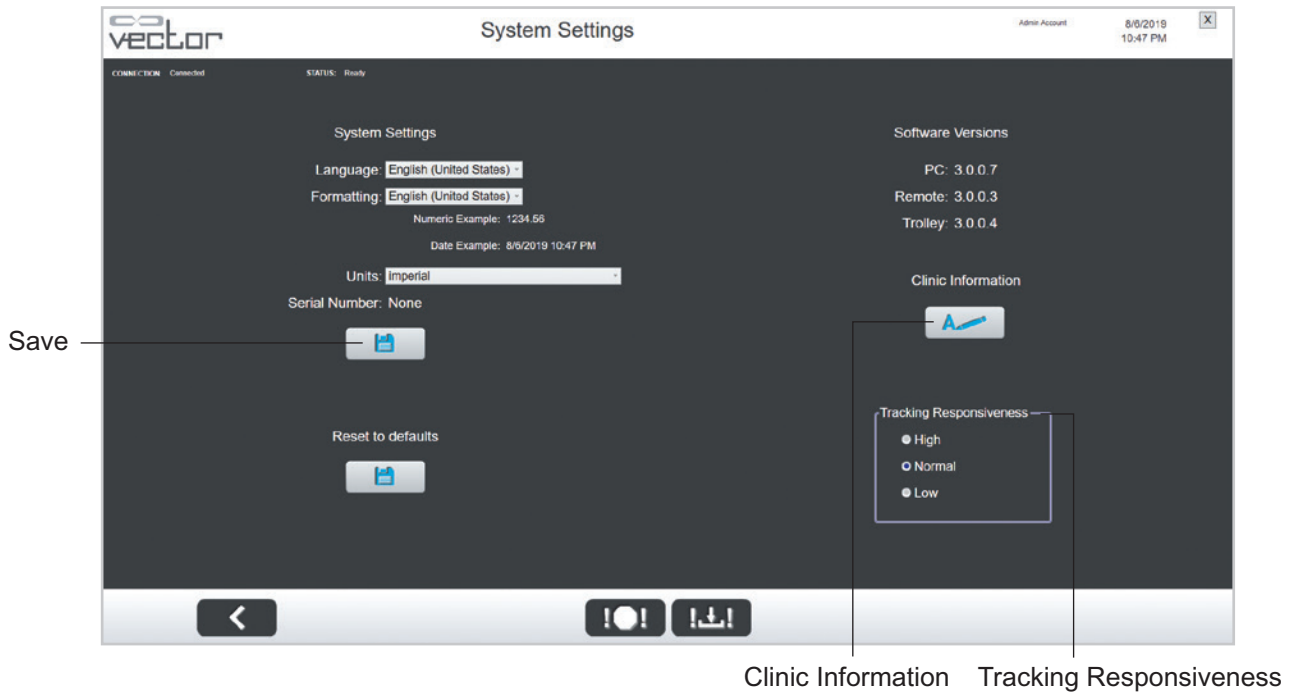 vector
System Settings
Admin Account
8/6/2019
10:47 PM
X
CONNECTION Connected
STATUS: Ready
System Settings
Language: English (United States)
Formatting: English (United States)
Numeric Example: 1234.56
Date Example: 8/6/2019 10:47 PM
Units: Imperial
Serial Number: None
Save
Reset to defaults
Software Versions
PC: 3.0.0.7
Remote: 3.0.0.3
Trolley: 3.0.0.4
Clinic Information
A
Tracking Responsiveness
High
Normal
Low
! !
! !
Clinic Information
Tracking Responsiveness